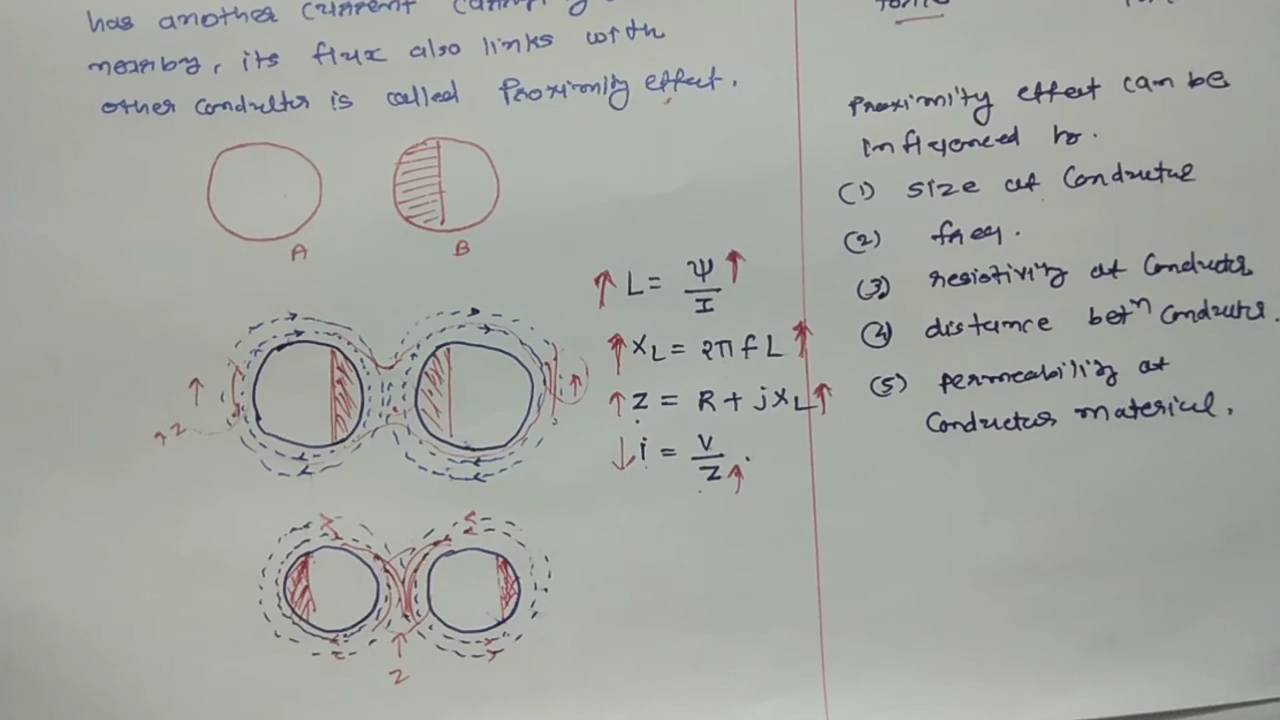 has another current
nearby, its flux also links with
other conductor is called Proximity effect.
A
B
↑ L = Ψ/I ↑
↑ XL = 2πfL ↑
↑ Z = R + jXL ↑
↓ i = V/Z ↑.
↑
↑
↑ Z
↑
Z
Proximity effect can be
influenced by.
(1) size of Conductor
(2) freq.
(3) resistivity of Conductor
(4) distance betn Conductor.
(5) permeability of
Conductor material.